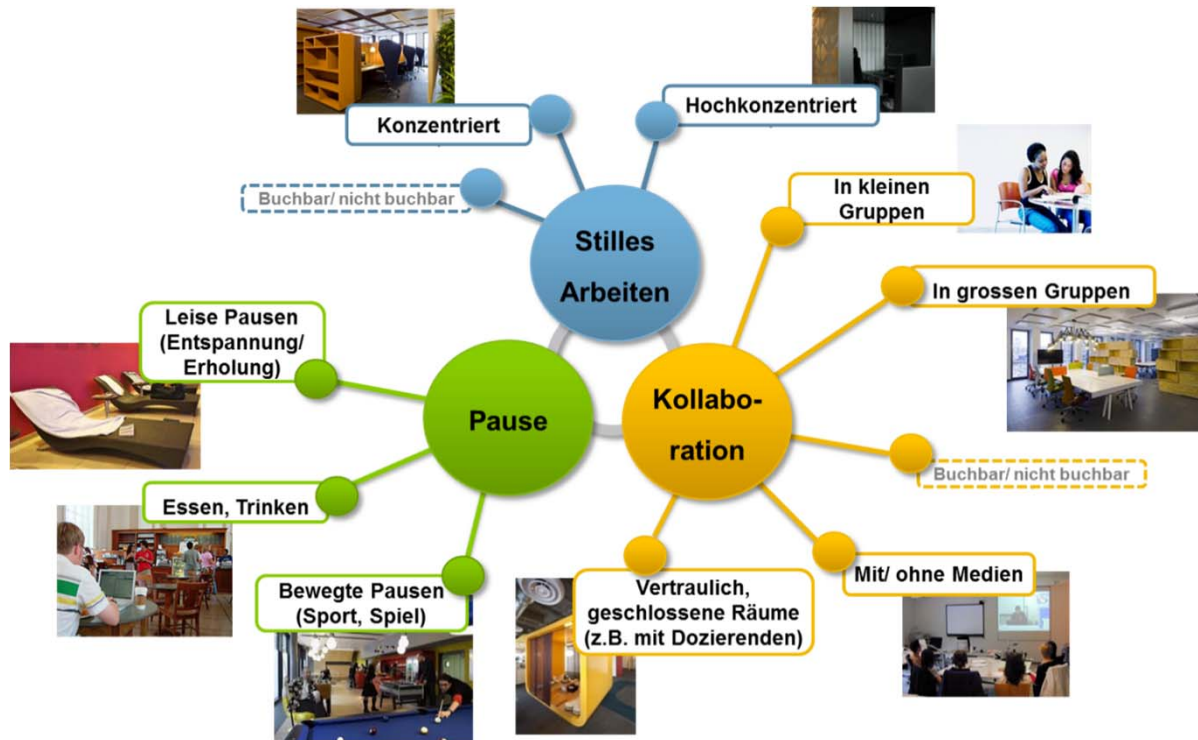 Hochkonzentriert
Konzentriert
Buchbar/ nicht buchbar
Stilles
Arbeiten
In kleinen
Gruppen
In grossen Gruppen
Kollabo-
ration
Buchbar/ nicht buchbar
Mit/ ohne Medien
Vertraulich,
geschlossene Räume
(z.B. mit Dozierenden)
Pause
Leise Pausen
(Entspannung/
Erholung)
Essen, Trinken
Bewegte Pausen
(Sport, Spiel)